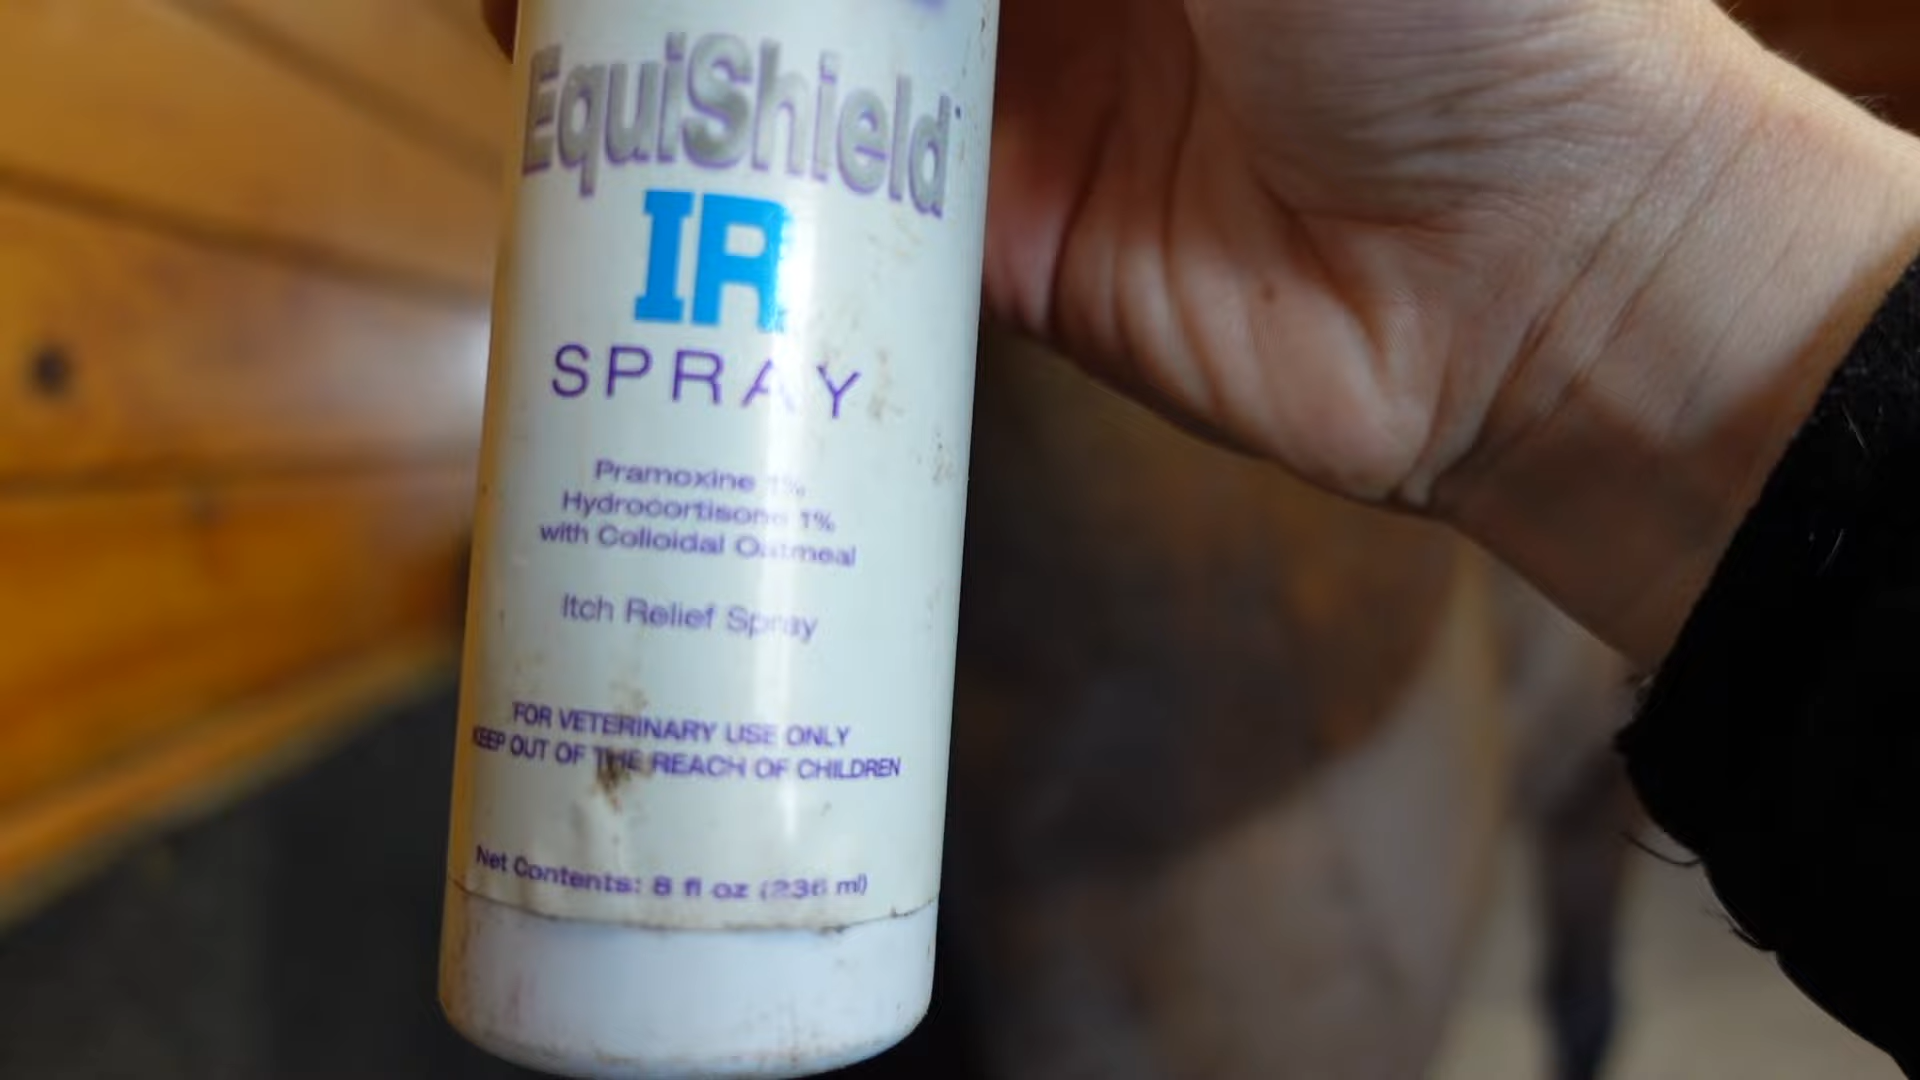 EquiShield
IR
SPRAY
Pramoxine 1%
Hydrocortisone 1%
with Colloidal Oatmeal
Itch Relief Spray
FOR VETERINARY USE ONLY
KEEP OUT OF THE REACH OF CHILDREN
Net Contents: 8 fl oz (236 ml)